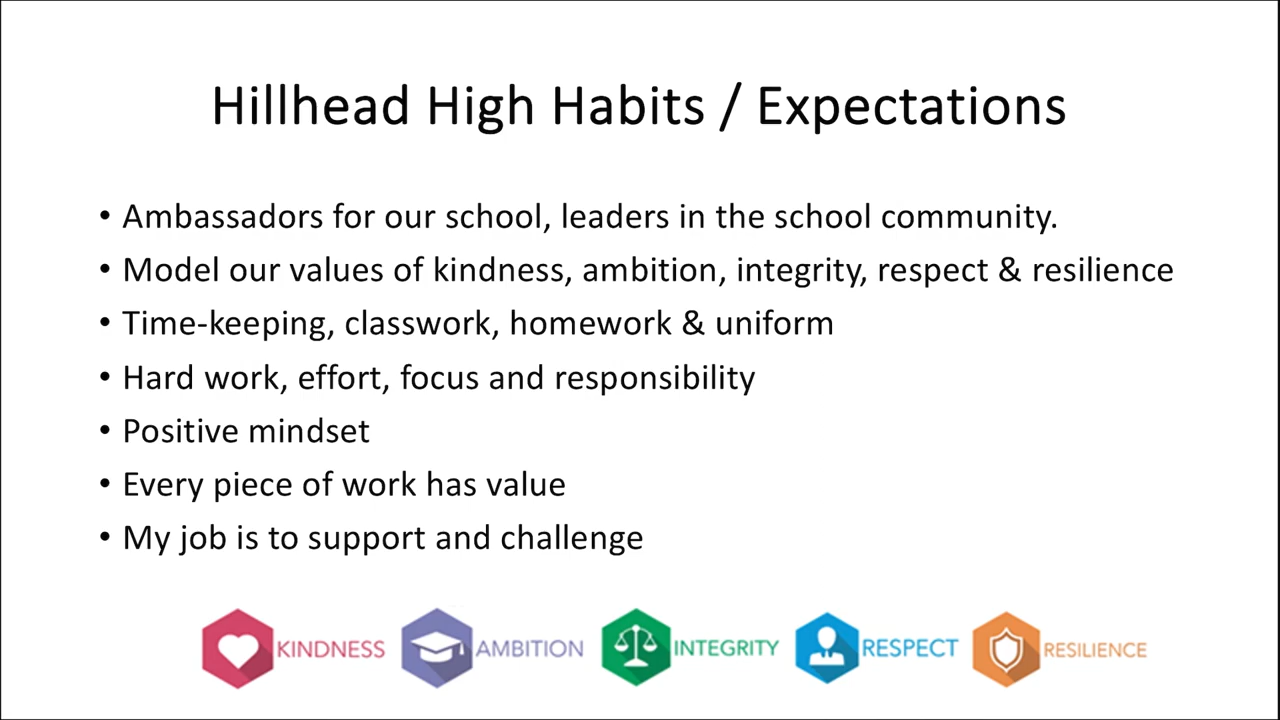 Hillhead High Habits / Expectations
• Ambassadors for our school, leaders in the school community.
• Model our values of kindness, ambition, integrity, respect & resilience
• Time-keeping, classwork, homework & uniform
• Hard work, effort, focus and responsibility
• Positive mindset
• Every piece of work has value
• My job is to support and challenge
KINDNESS AMBITION INTEGRITY RESPECT RESILIENCE